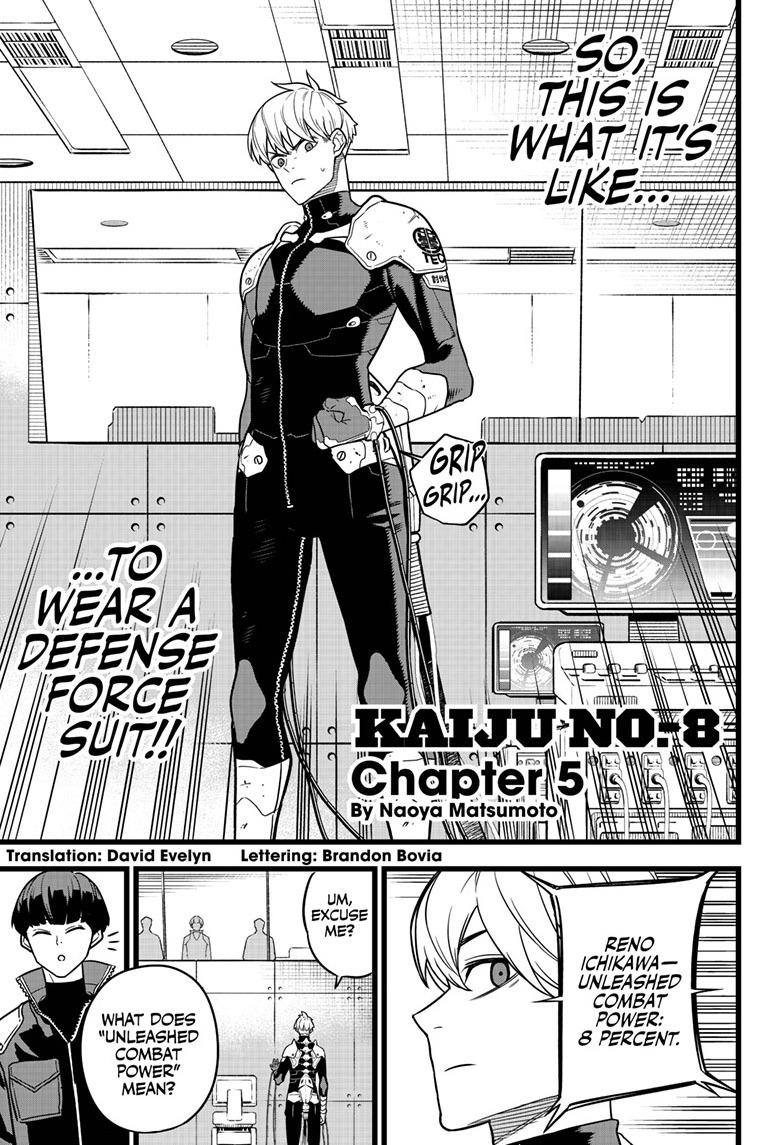 SO,
THIS IS
WHAT IT'S
LIKE...
GRIP
GRIP...
...TO
WEAR A
DEFENSE
FORCE
SUIT!!
KAIJU NO. 8
Chapter 5
By Naoya Matsumoto
Translation: David Evelyn Lettering: Brandon Bovia
RENO
ICHIKAWA—
UNLEASHED
COMBAT
POWER:
8 PERCENT.
UM,
EXCUSE
ME?
WHAT DOES
"UNLEASHED
COMBAT
POWER"
MEAN?